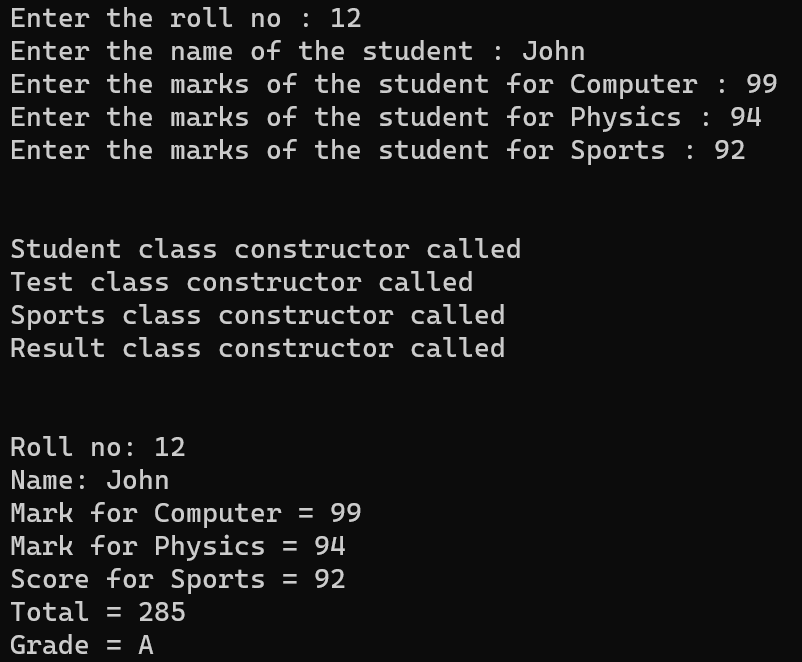 Enter the roll no : 12
Enter the name of the student : John
Enter the marks of the student for Computer : 99
Enter the marks of the student for Physics : 94
Enter the marks of the student for Sports : 92
Student class constructor called
Test class constructor called
Sports class constructor called
Result class constructor called
Roll no: 12
Name: John
Mark for Computer = 99
Mark for Physics = 94
Score for Sports = 92
Total = 285
Grade = A